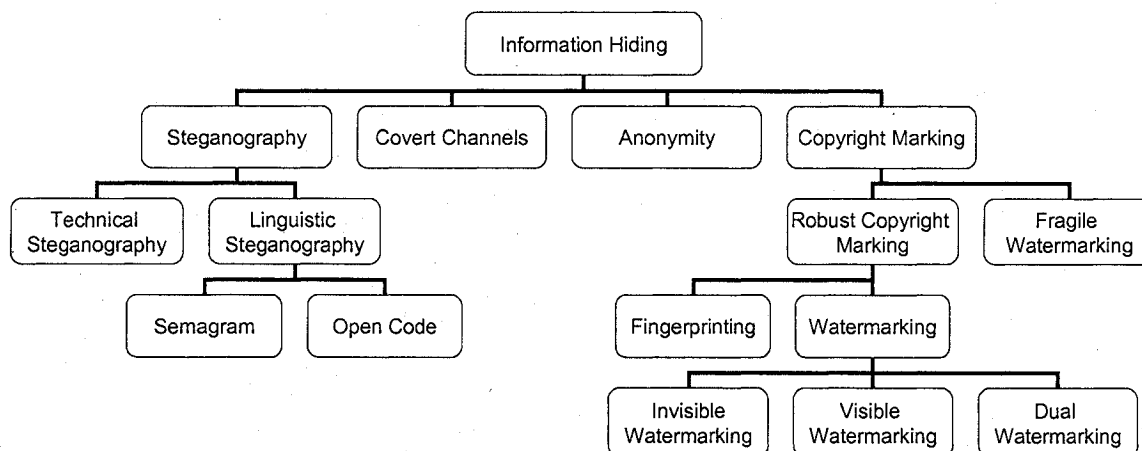 Information Hiding
Steganography
Covert Channels
Anonymity
Copyright Marking
Technical
Steganography
Linguistic
Steganography
Robust Copyright
Marking
Fragile
Watermarking
Semagram
Open Code
Fingerprinting
Watermarking
Invisible
Watermarking
Visible
Watermarking
Dual
Watermarking